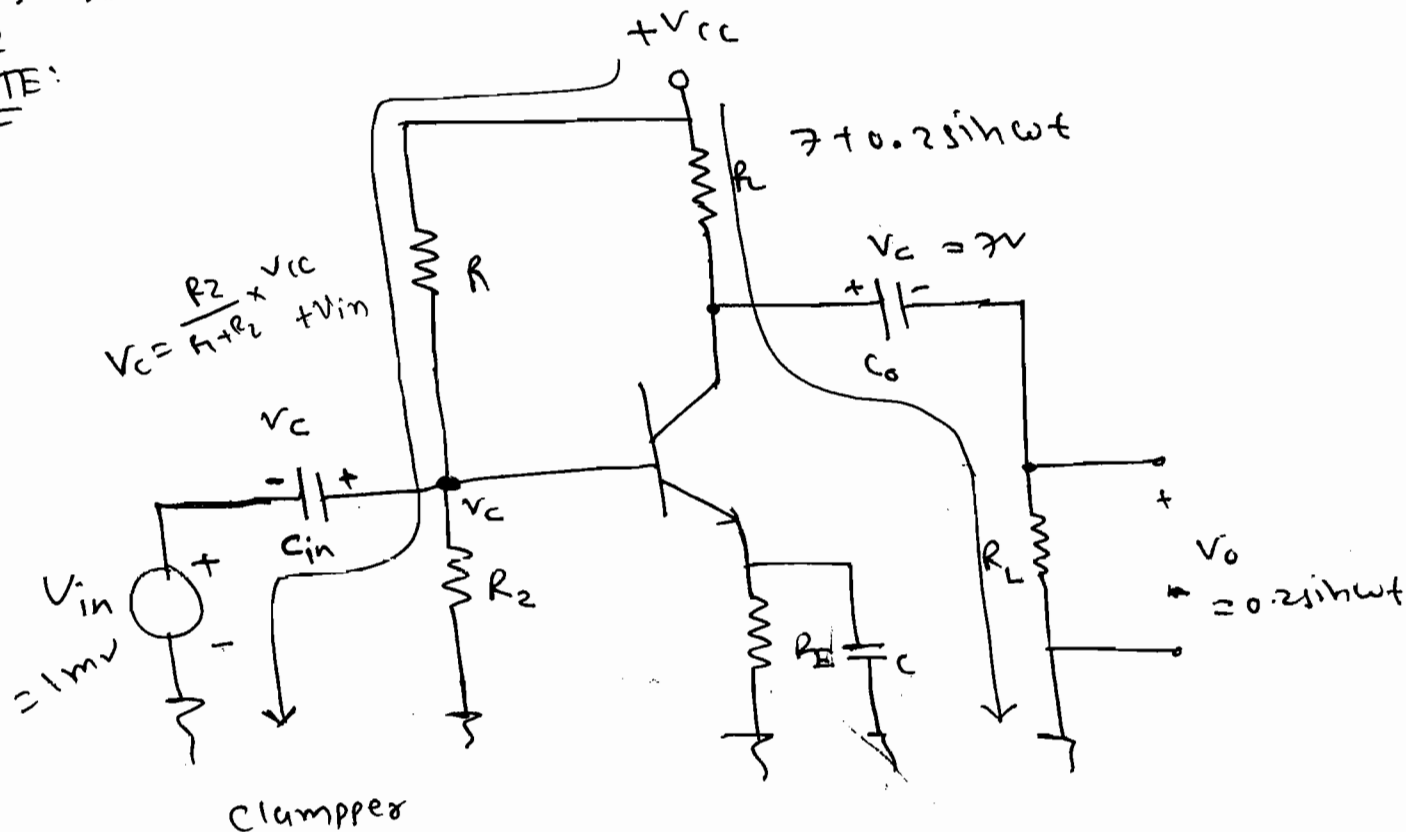 TE:
+Vcc
7+0.2sinωt
R
Vc = 7V
+ -
Co
R
Vc = R2/R1+R2 × Vcc +Vin
Vc
- +
Cin
Vc
R2
Vin
+
-
= 1mV
RE
C
RL
+
Vo
-
= 0.2sinωt
Clampper